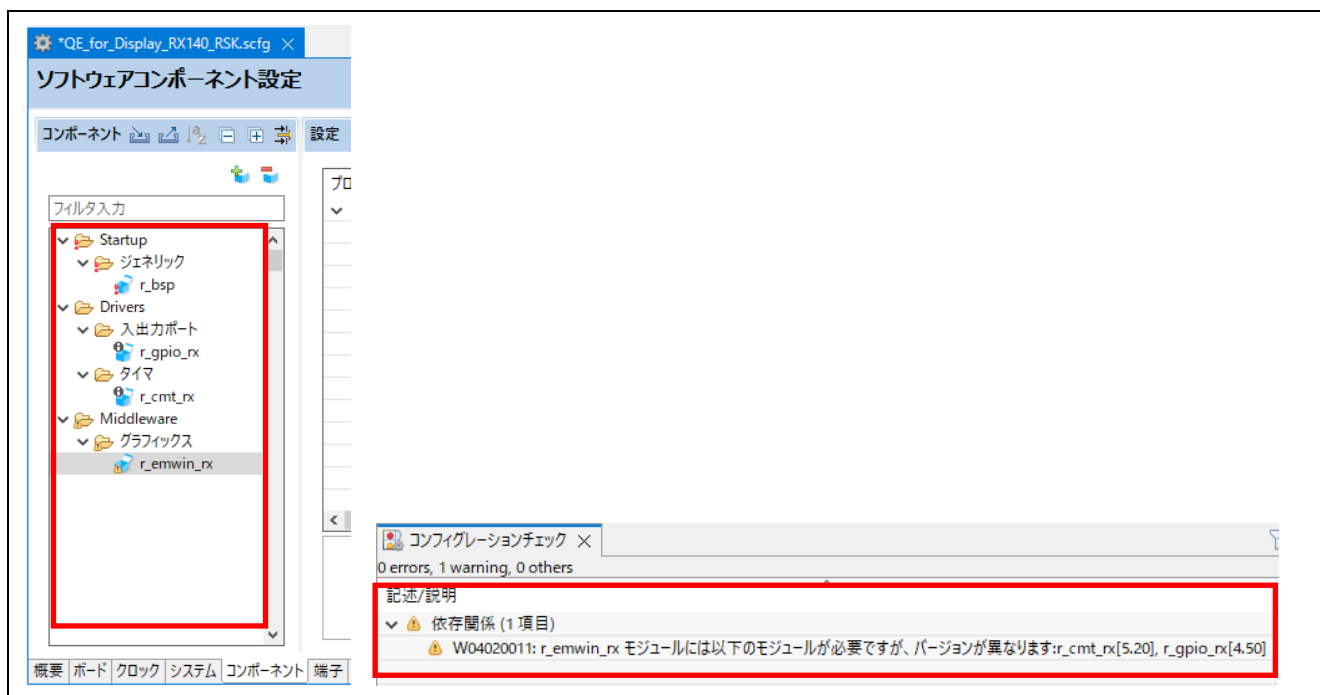 *QE_for_Display_RX140_RSK.scfg
ソフトウェアコンポーネント設定
コンポーネント
設定
プロ
フィルタ入力
Startup
ジェネリック
r_bsp
Drivers
入出力ポート
r_gpio_rx
タイマ
r_cmt_rx
Middleware
グラフィックス
r_emwin_rx
概要 ボード クロック システム コンポーネント 端子
コンフィグレーションチェック
0 errors, 1 warning, 0 others
記述/説明
依存関係 (1 項目)
W04020011: r_emwin_rx モジュールには以下のモジュールが必要ですが、バージョンが異なります:r_cmt_rx[5.20], r_gpio_rx[4.50]